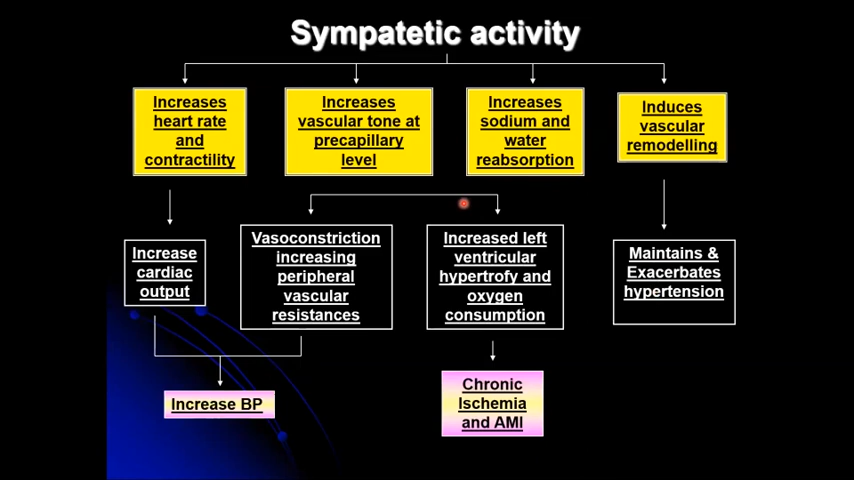 Sympatetic activity
Increases
heart rate
and
contractility
Increases
vascular tone at
precapillary
level
Increases
sodium and
water
reabsorption
Induces
vascular
remodelling
Increase
cardiac
output
Vasoconstriction
increasing
peripheral
vascular
resistances
Increased left
ventricular
hypertrofy and
oxygen
consumption
Maintains &
Exacerbates
hypertension
Increase BP
Chronic
Ischemia
and AMI